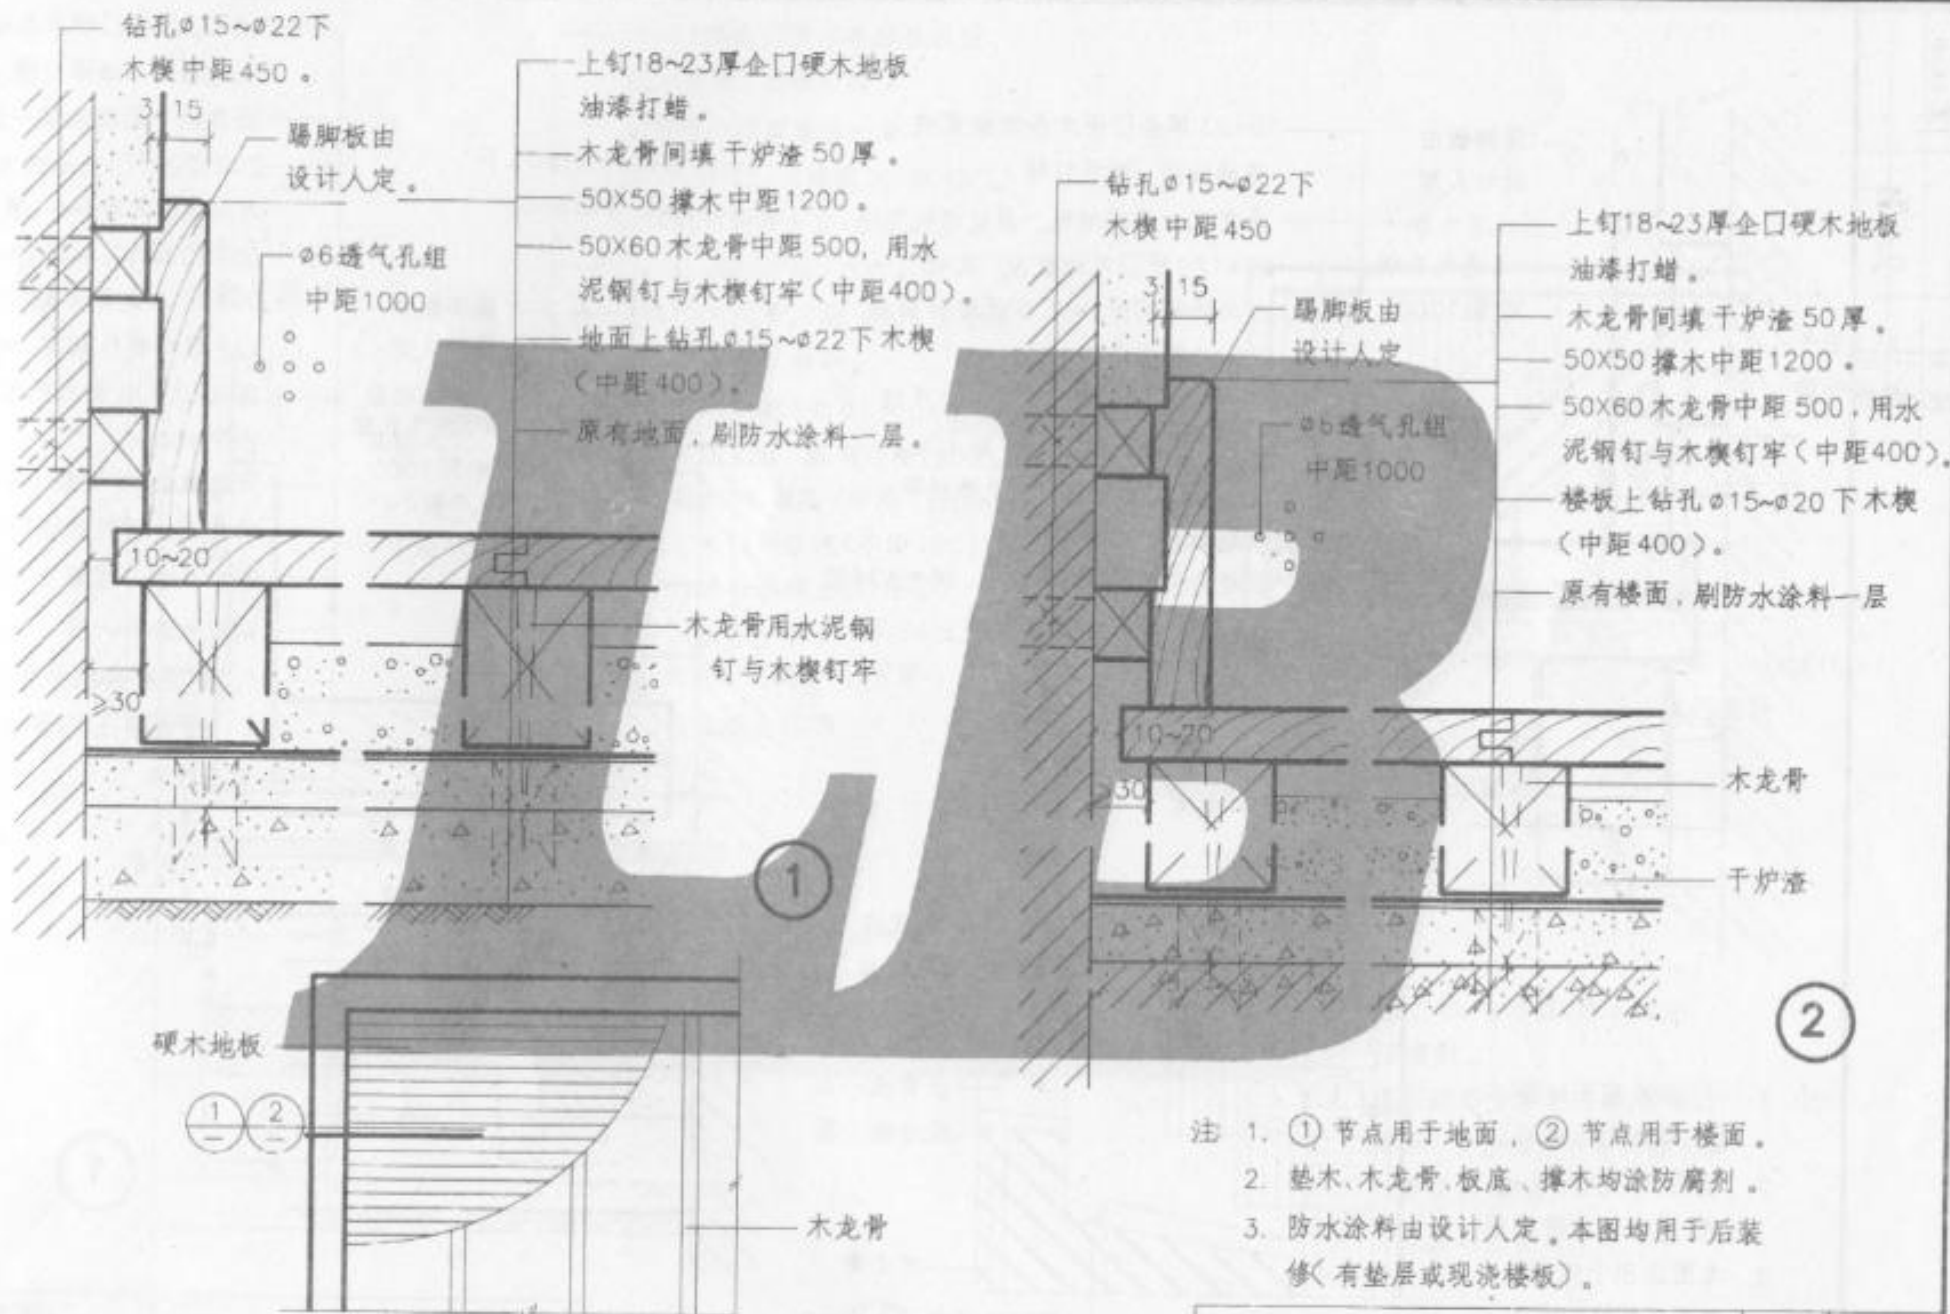 钻孔ø15~ø22下
木楔中距450。
3 15
踢脚板由
设计人定。
ø6透气孔组
中距1000
上钉18~23厚企口硬木地板
油漆打蜡。
木龙骨间填干炉渣50厚。
50X50撑木中距1200。
50X60木龙骨中距500,用水
泥钢钉与木楔钉牢(中距400)。
地面上钻孔ø15~ø22下木楔
(中距400)。
原有地面,刷防水涂料一层。
10~20
≥30
木龙骨用水泥钢
钉与木楔钉牢
1
钻孔ø15~ø22下
木楔中距450
3 15
踢脚板由
设计人定
ø6透气孔组
中距1000
上钉18~23厚企口硬木地板
油漆打蜡。
木龙骨间填干炉渣50厚。
50X50撑木中距1200。
50X60木龙骨中距500,用水
泥钢钉与木楔钉牢(中距400)。
楼板上钻孔ø15~ø20下木楔
(中距400)。
原有楼面,刷防水涂料一层
10~20
≥30
木龙骨
干炉渣
2
LJB
硬木地板
1 2
木龙骨
注 1. ①节点用于地面,②节点用于楼面。
2. 垫木、木龙骨、板底、撑木均涂防腐剂。
3. 防水涂料由设计人定。本图均用于后装
修(有垫层或现浇楼板)。